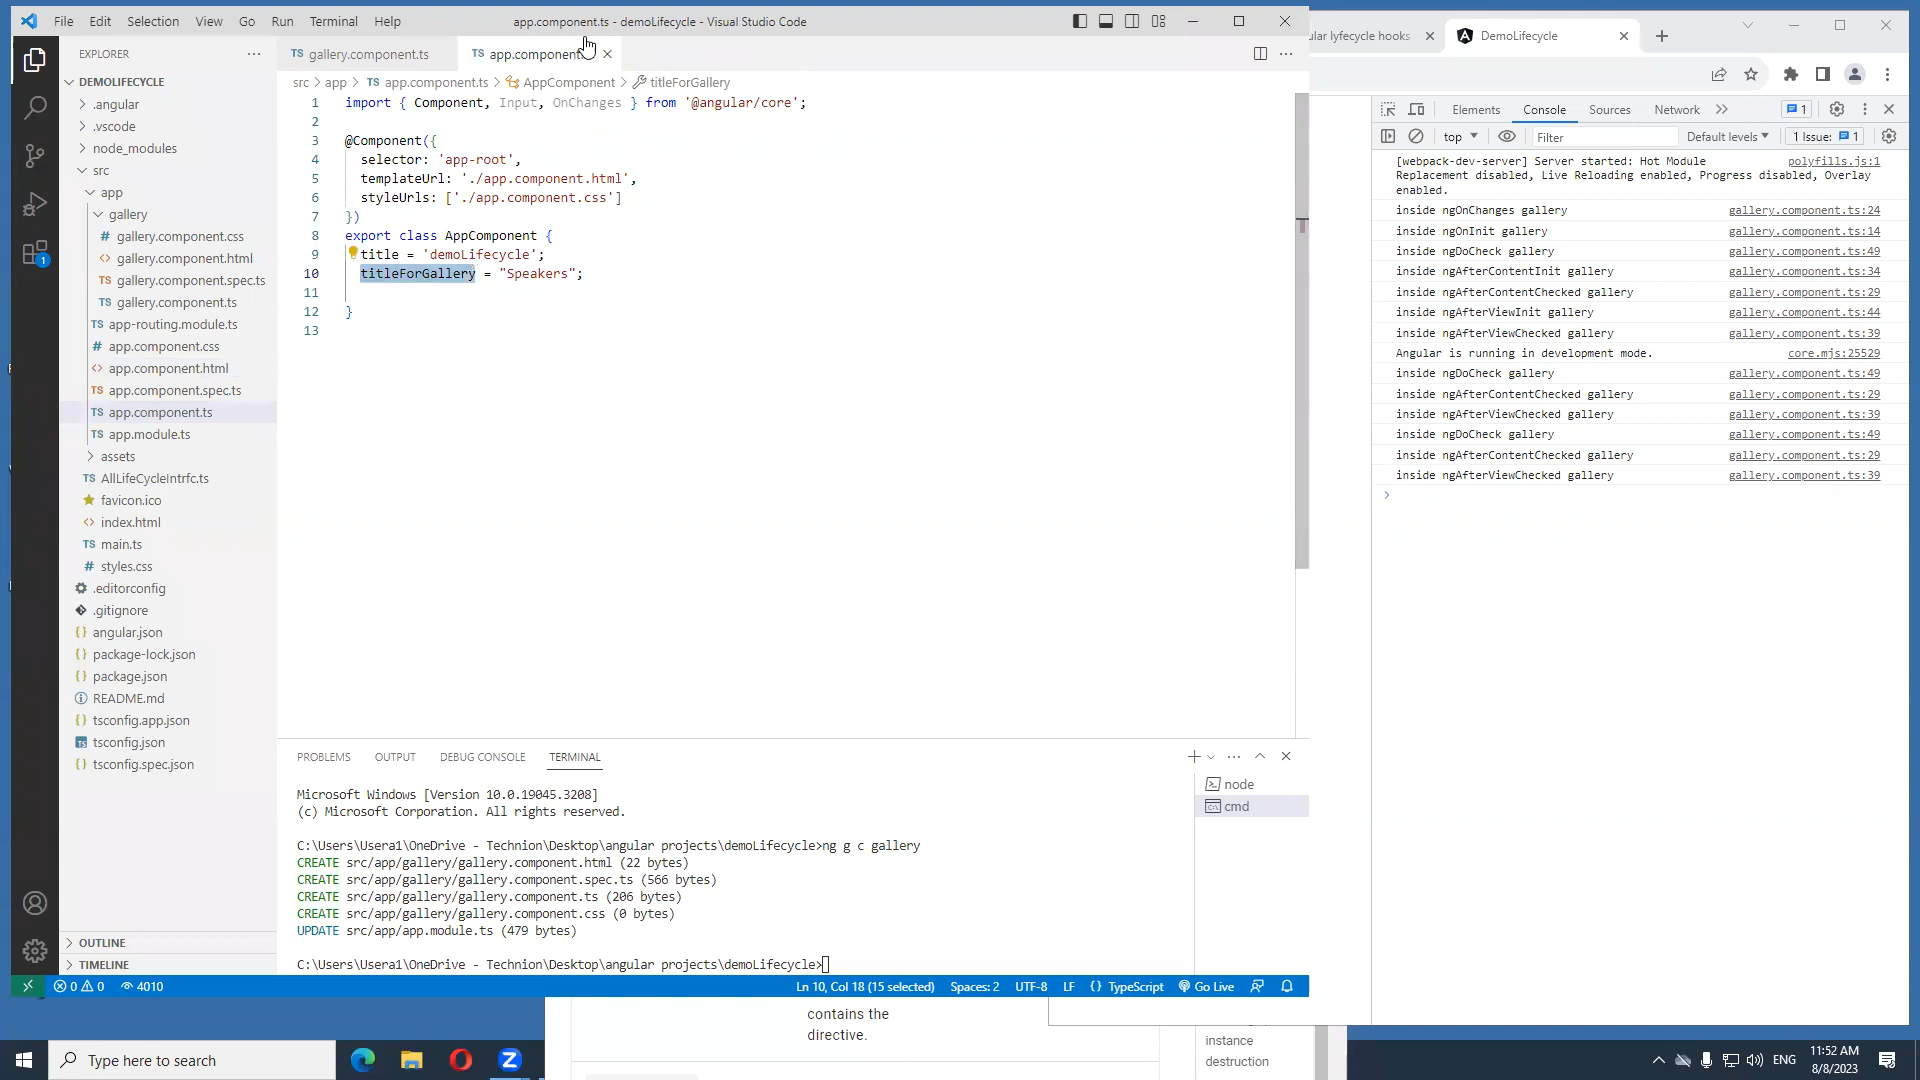 File Edit Selection View Go Run Terminal Help
app.component.ts - demoLifecycle - Visual Studio Code
EXPLORER
DEMOLIFECYCLE
.angular
.vscode
node_modules
src
app
gallery
gallery.component.css
gallery.component.html
gallery.component.spec.ts
gallery.component.ts
app-routing.module.ts
app.component.css
app.component.html
app.component.spec.ts
app.component.ts
app.module.ts
assets
AllLifeCycleIntrfc.ts
favicon.ico
index.html
main.ts
styles.css
.editorconfig
.gitignore
angular.json
package-lock.json
package.json
README.md
tsconfig.app.json
tsconfig.json
tsconfig.spec.json
OUTLINE
TIMELINE
TS gallery.component.ts
TS app.component.
src > app > TS app.component.ts > AppComponent > titleForGallery
1 import { Component, Input, OnChanges } from '@angular/core';
2
3 @Component({
4 selector: 'app-root',
5 templateUrl: './app.component.html',
6 styleUrls: ['./app.component.css']
7 })
8 export class AppComponent {
9 title = 'demoLifecycle';
10 titleForGallery = "Speakers";
11
12 }
13
PROBLEMS OUTPUT DEBUG CONSOLE TERMINAL
node
cmd
Microsoft Windows [Version 10.0.19045.3208]
(c) Microsoft Corporation. All rights reserved.
C:\Users\Usera1\OneDrive - Technion\Desktop\angular projects\demoLifecycle>ng g c gallery
CREATE src/app/gallery/gallery.component.html (22 bytes)
CREATE src/app/gallery/gallery.component.spec.ts (566 bytes)
CREATE src/app/gallery/gallery.component.ts (206 bytes)
CREATE src/app/gallery/gallery.component.css (0 bytes)
UPDATE src/app/app.module.ts (479 bytes)
C:\Users\Usera1\OneDrive - Technion\Desktop\angular projects\demoLifecycle>
0 0 4010 Ln 10, Col 18 (15 selected) Spaces: 2 UTF-8 LF {} TypeScript Go Live
ular lyfecycle hooks
DemoLifecycle
Elements Console Sources Network 1
top Filter Default levels 1 Issue: 1
[webpack-dev-server] Server started: Hot Module polyfills.js:1
Replacement disabled, Live Reloading enabled, Progress disabled, Overlay
enabled.
inside ngOnChanges gallery gallery.component.ts:24
inside ngOnInit gallery gallery.component.ts:14
inside ngDoCheck gallery gallery.component.ts:49
inside ngAfterContentInit gallery gallery.component.ts:34
inside ngAfterContentChecked gallery gallery.component.ts:29
inside ngAfterViewInit gallery gallery.component.ts:44
inside ngAfterViewChecked gallery gallery.component.ts:39
Angular is running in development mode. core.mjs:25529
inside ngDoCheck gallery gallery.component.ts:49
inside ngAfterContentChecked gallery gallery.component.ts:29
inside ngAfterViewChecked gallery gallery.component.ts:39
inside ngDoCheck gallery gallery.component.ts:49
inside ngAfterContentChecked gallery gallery.component.ts:29
inside ngAfterViewChecked gallery gallery.component.ts:39
contains the
directive.
instance
destruction
Type here to search
ENG
11:52 AM
8/8/2023